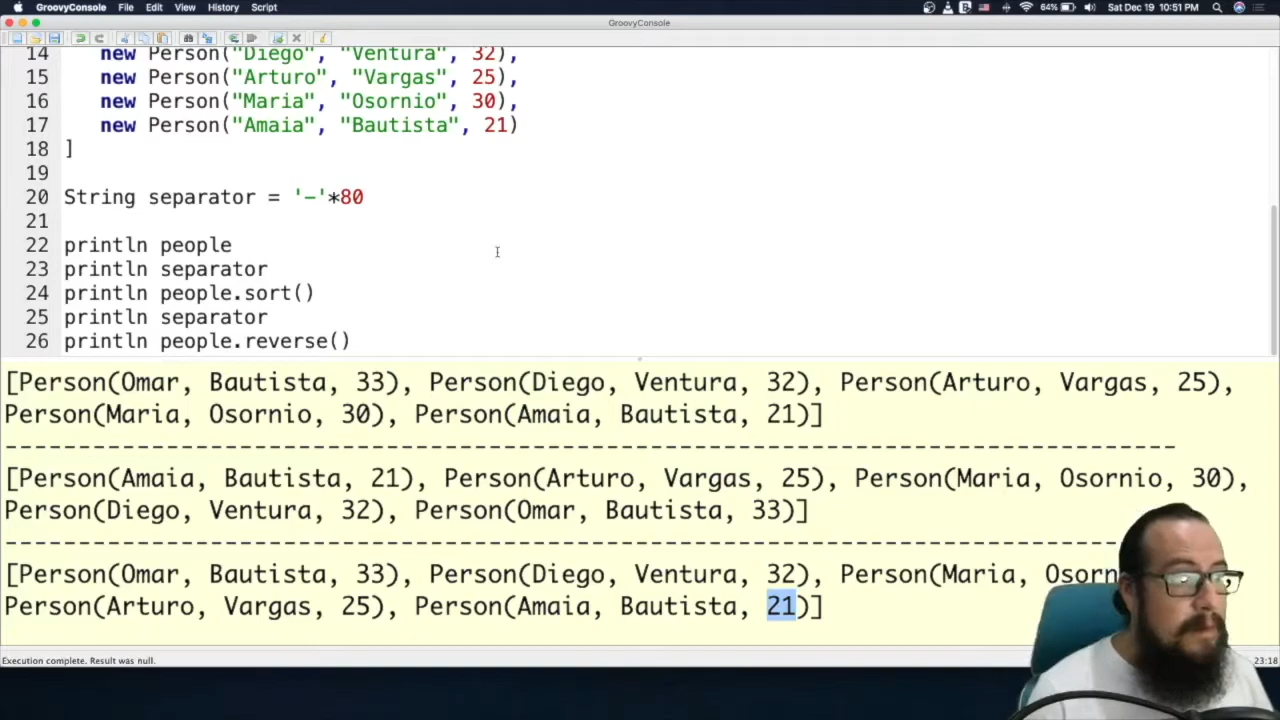 GroovyConsole File Edit View History Script 64% Sat Dec 19 10:51 PM
GroovyConsole
14 new Person("Diego", "Ventura", 32),
15 new Person("Arturo", "Vargas", 25),
16 new Person("Maria", "Osornio", 30),
17 new Person("Amaia", "Bautista", 21)
18 ]
19
20 String separator = '-'*80
21
22 println people
23 println separator
24 println people.sort()
25 println separator
26 println people.reverse()
[Person(Omar, Bautista, 33), Person(Diego, Ventura, 32), Person(Arturo, Vargas, 25),
Person(Maria, Osornio, 30), Person(Amaia, Bautista, 21)]
--------------------------------------------------------------------------------
[Person(Amaia, Bautista, 21), Person(Arturo, Vargas, 25), Person(Maria, Osornio, 30),
Person(Diego, Ventura, 32), Person(Omar, Bautista, 33)]
--------------------------------------------------------------------------------
[Person(Omar, Bautista, 33), Person(Diego, Ventura, 32), Person(Maria, Osorn
Person(Arturo, Vargas, 25), Person(Amaia, Bautista, 21)]
Execution complete. Result was null. 23:18